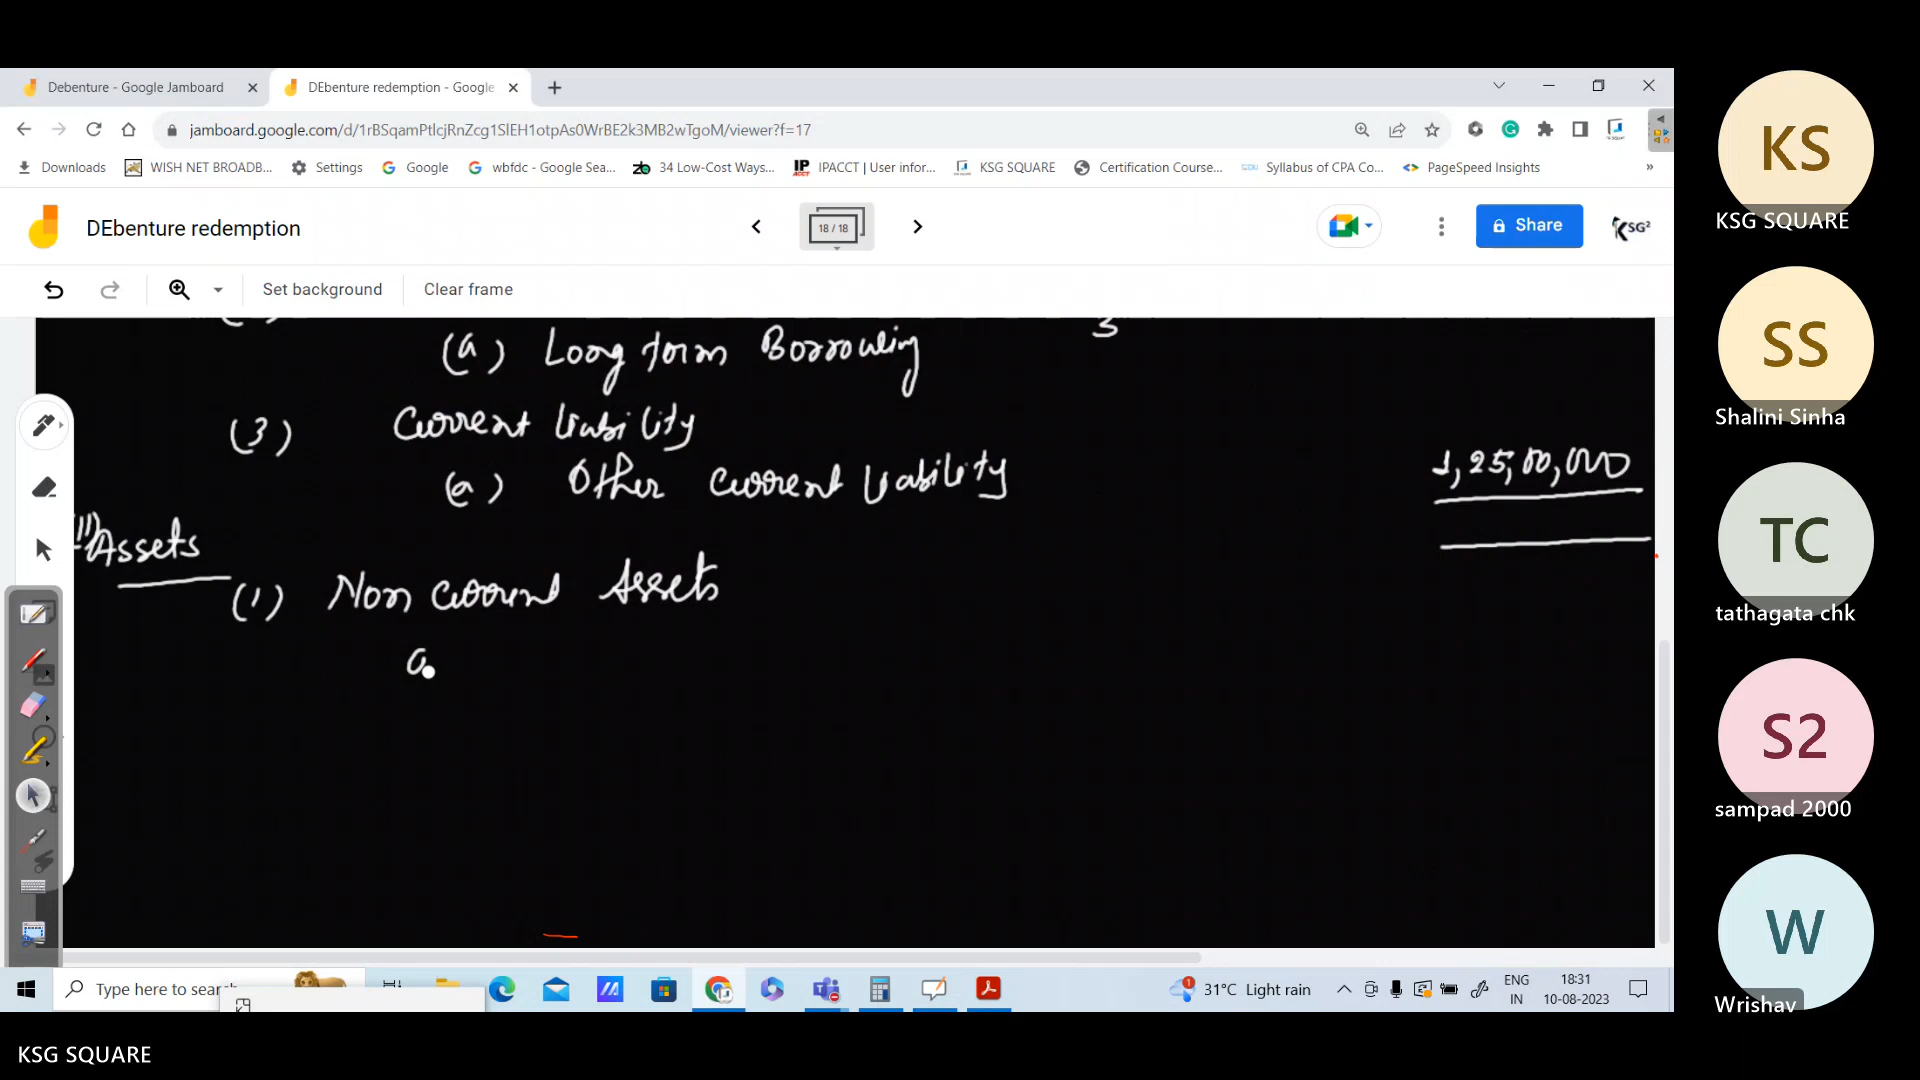 Debenture - Google Jamboard
DEbenture redemption - Google
jamboard.google.com/d/1rBSqamPtlcjRnZcg1SlEH1otpAs0WrBE2k3MB2wTgoM/viewer?f=17
Downloads WISH NET BROADB... Settings Google wbfdc - Google Sea... 34 Low-Cost Ways... IPACCT | User infor... KSG SQUARE Certification Course... Syllabus of CPA Co... PageSpeed Insights »
DEbenture redemption
18 / 18
Share
KSG²
Set background Clear frame
(a) Long term Borrowing 3
(3) Current liability
(a) Other current liability 1,25,00,000
II) Assets
(1) Non current Assets
a
Type here to searc
31°C Light rain
ENG
IN
18:31
10-08-2023
KS
KSG SQUARE
SS
Shalini Sinha
TC
tathagata chk
S2
sampad 2000
W
Wrishav
KSG SQUARE